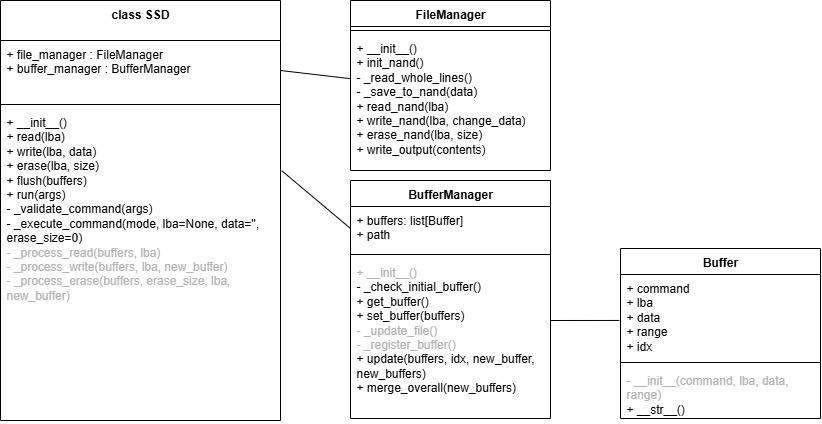 class SSD
+ file_manager : FileManager
+ buffer_manager : BufferManager
+ __init__()
+ read(lba)
+ write(lba, data)
+ erase(lba, size)
+ flush(buffers)
+ run(args)
- _validate_command(args)
- _execute_command(mode, lba=None, data='',
erase_size=0)
- _process_read(buffers, lba)
- _process_write(buffers, lba, new_buffer)
- _process_erase(buffers, erase_size, lba,
new_buffer)
FileManager
+ __init__()
+ init_nand()
- _read_whole_lines()
- _save_to_nand(data)
+ read_nand(lba)
+ write_nand(lba, change_data)
+ erase_nand(lba, size)
+ write_output(contents)
BufferManager
+ buffers: list[Buffer]
+ path
+ __init__()
- _check_initial_buffer()
+ get_buffer()
+ set_buffer(buffers)
- _update_file()
- _register_buffer()
+ update(buffers, idx, new_buffer,
new_buffers)
+ merge_overall(new_buffers)
Buffer
+ command
+ lba
+ data
+ range
+ idx
- __init__(command, lba, data,
range)
+ __str__()